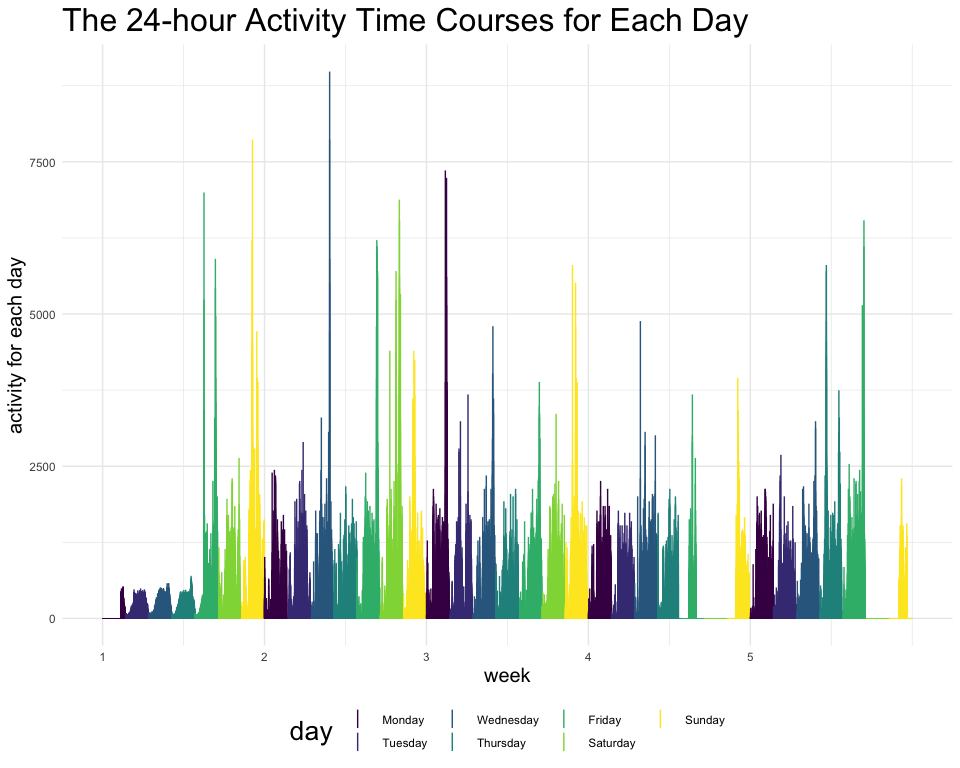 The 24-hour Activity Time Courses for Each Day
activity for each day
7500
5000
2500
0
1 2 3 4 5
week
day
Monday Wednesday Friday Sunday
Tuesday Thursday Saturday